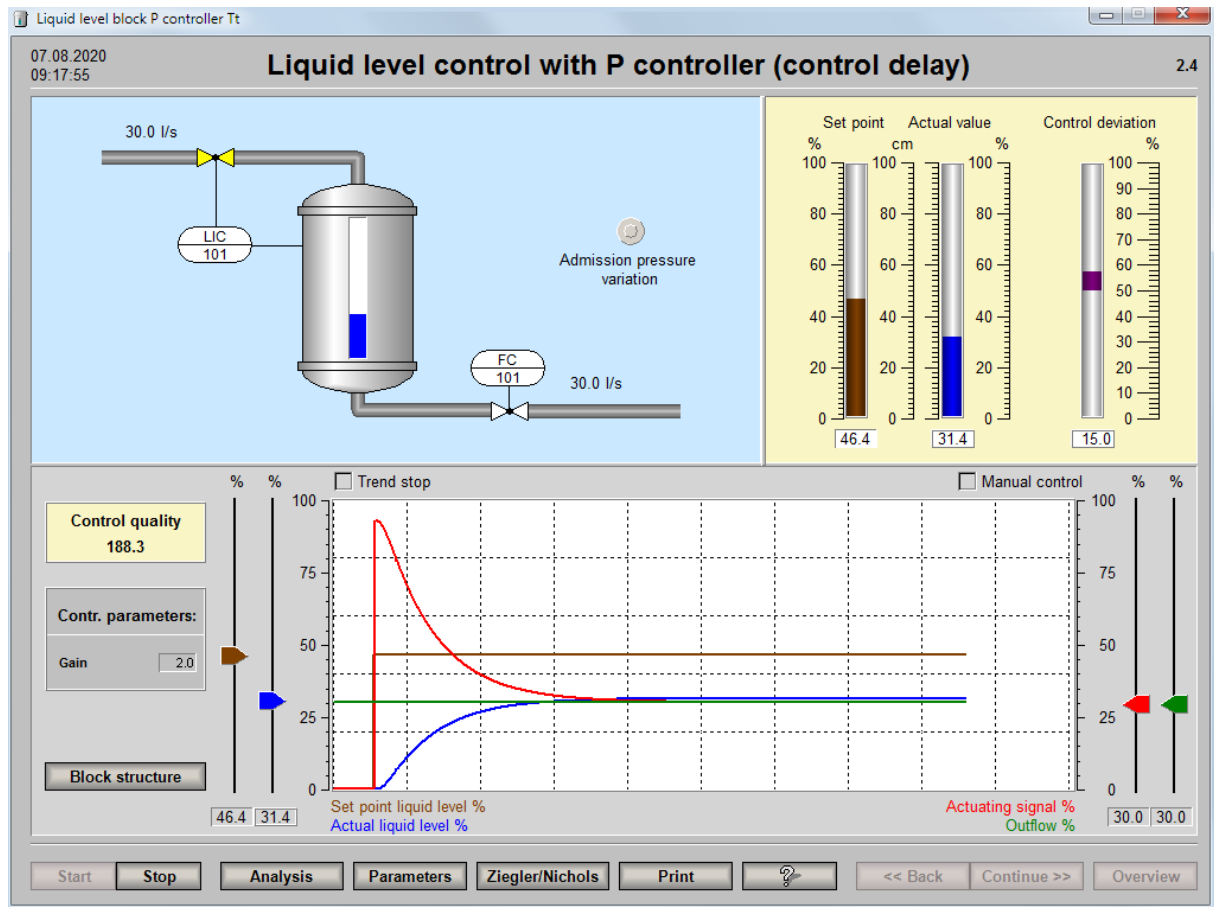 Liquid level block P controller Tt
07.08.2020
09:17:55
Liquid level control with P controller (control delay)
2.4
30.0 l/s
LIC
101
Admission pressure
variation
FC
101
30.0 l/s
Set point Actual value Control deviation
% cm % %
100 100 100 100
90
80 80 80 80
70
60 60 60 60
50
40 40 40 40
30
20 20 20 20
10
0 0 0 0
46.4 31.4 15.0
% % Trend stop Manual control % %
Control quality
188.3
Contr. parameters:
Gain 2.0
Block structure
100 100
75 75
50 50
25 25
0 0
46.4 31.4
Set point liquid level %
Actual liquid level %
Actuating signal %
Outflow %
30.0 30.0
Start Stop Analysis Parameters Ziegler/Nichols Print ? << Back Continue >> Overview